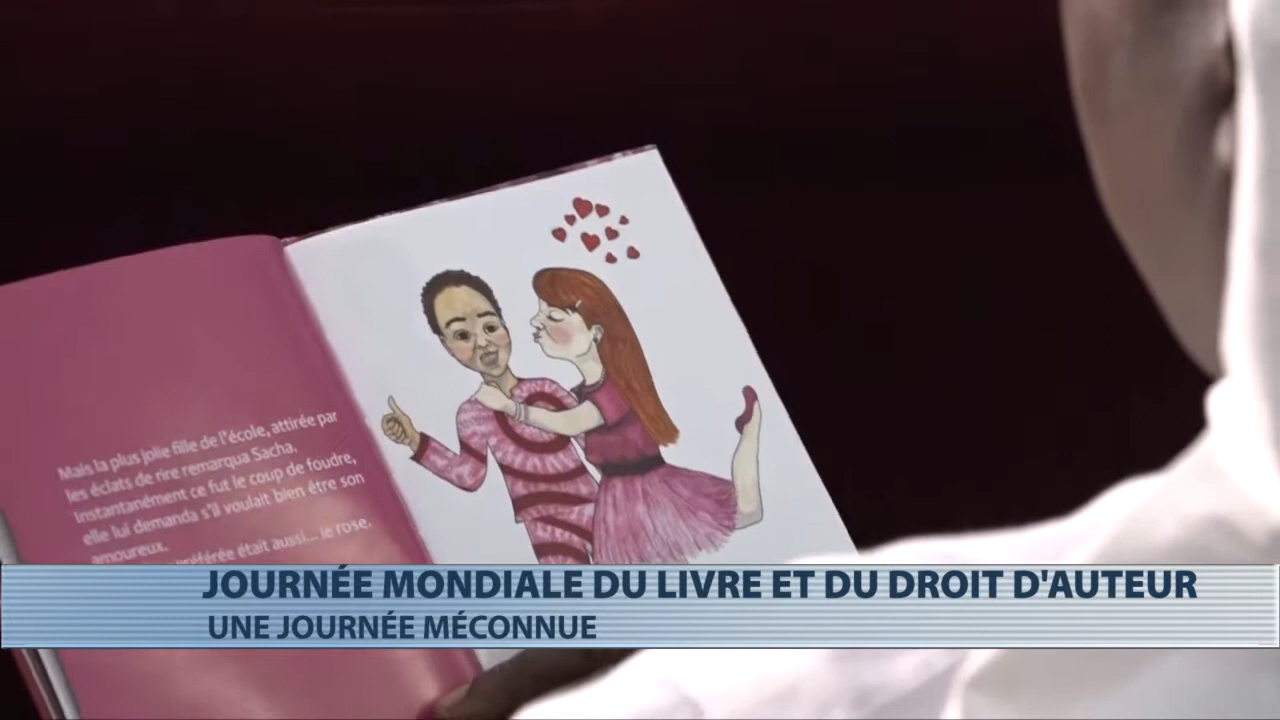 Mais la plus jolie fille de l'école, attirée par
les éclats de rire remarqua Sacha.
Instantanément ce fut le coup de foudre,
elle lui demanda s'il voulait bien être son
amoureux.
préférée était aussi... le rose.
JOURNÉE MONDIALE DU LIVRE ET DU DROIT D'AUTEUR
UNE JOURNÉE MÉCONNUE